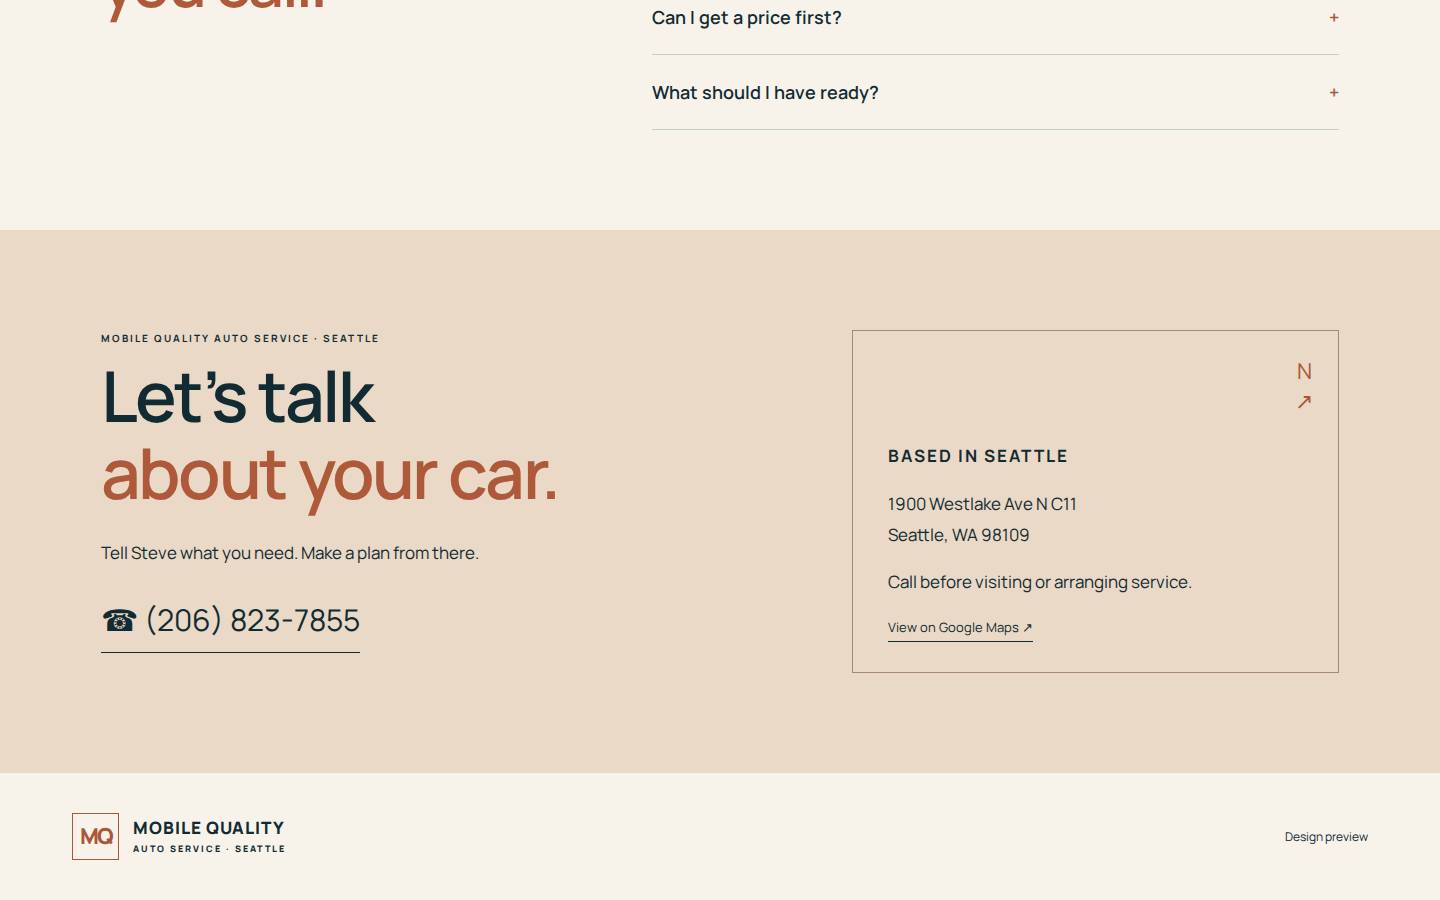 you call.
Can I get a price first? +
What should I have ready? +
MOBILE QUALITY AUTO SERVICE · SEATTLE
Let’s talk
about your car.
Tell Steve what you need. Make a plan from there.
☎ (206) 823-7855
N
↗
BASED IN SEATTLE
1900 Westlake Ave N C11
Seattle, WA 98109
Call before visiting or arranging service.
View on Google Maps ↗
MQ
MOBILE QUALITY
AUTO SERVICE · SEATTLE
Design preview